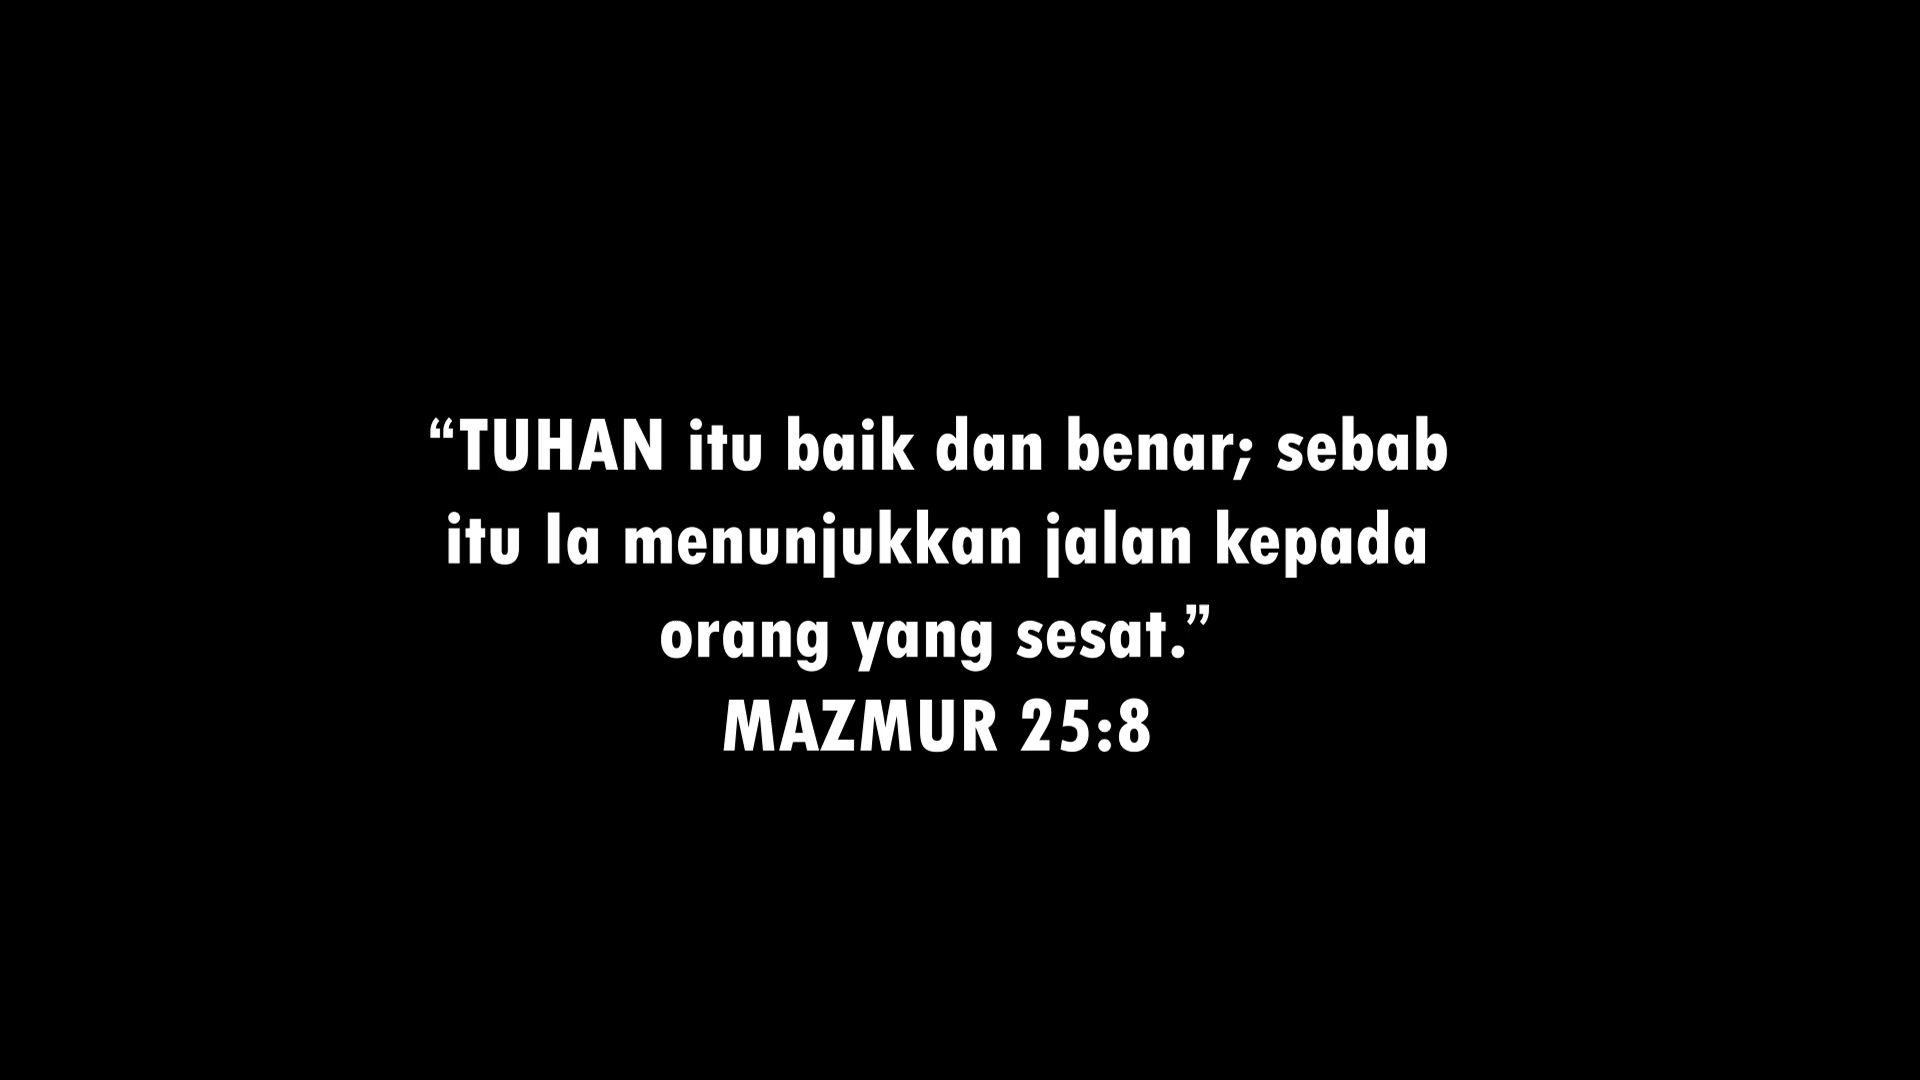 “TUHAN itu baik dan benar; sebab
itu Ia menunjukkan jalan kepada
orang yang sesat.”
MAZMUR 25:8